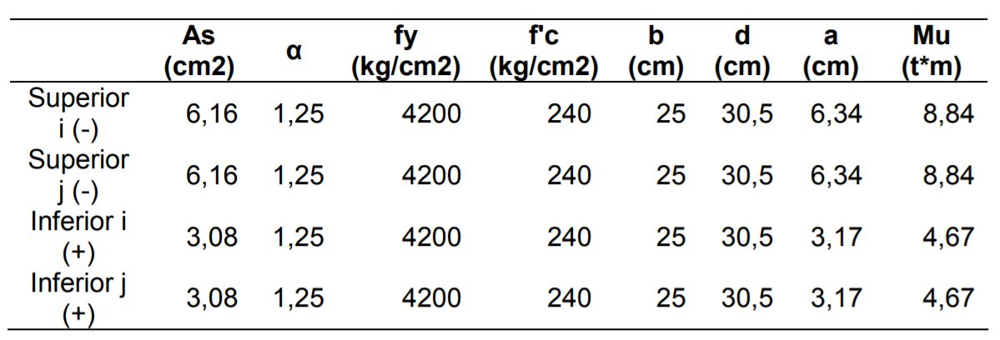 As α fy f'c b d a Mu
(cm2) (kg/cm2) (kg/cm2) (cm) (cm) (cm) (t*m)
Superior
i (-) 6,16 1,25 4200 240 25 30,5 6,34 8,84
Superior
j (-) 6,16 1,25 4200 240 25 30,5 6,34 8,84
Inferior i
(+) 3,08 1,25 4200 240 25 30,5 3,17 4,67
Inferior j
(+) 3,08 1,25 4200 240 25 30,5 3,17 4,67